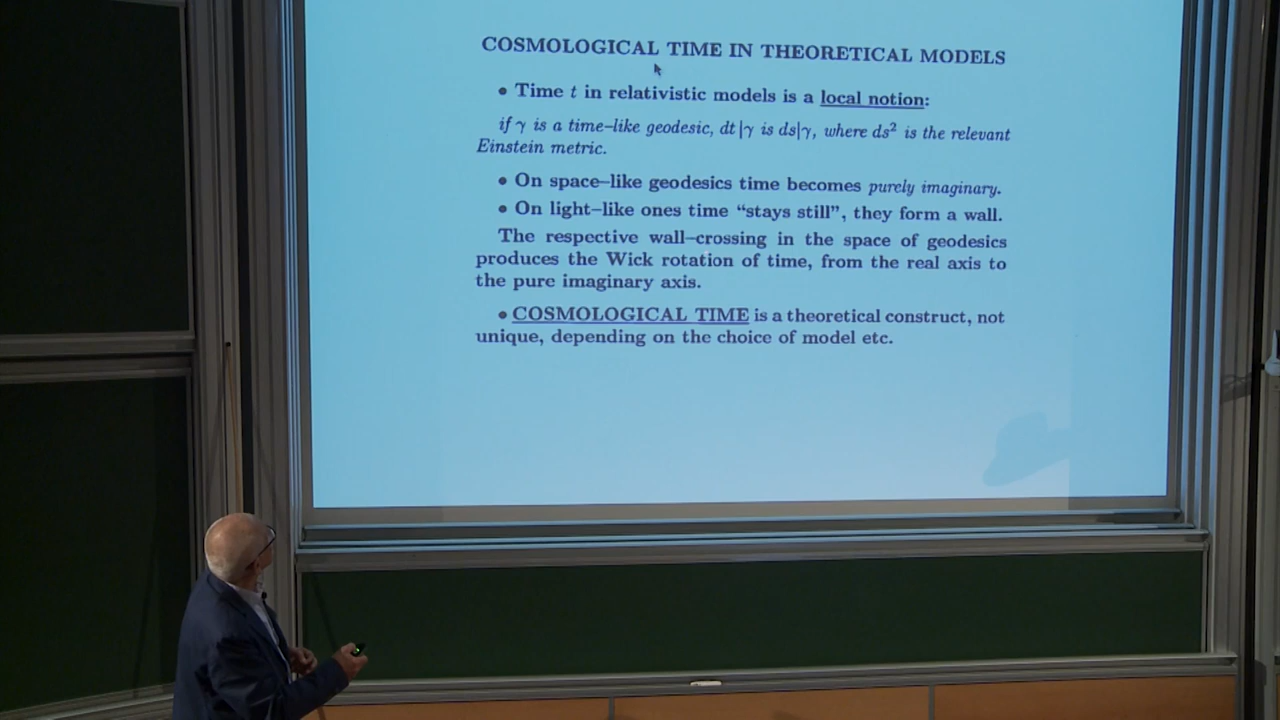 COSMOLOGICAL TIME IN THEORETICAL MODELS
• Time t in relativistic models is a local notion:
if γ is a time–like geodesic, dt|γ is ds|γ, where ds² is the relevant
Einstein metric.
• On space–like geodesics time becomes purely imaginary.
• On light–like ones time “stays still”, they form a wall.
The respective wall–crossing in the space of geodesics
produces the Wick rotation of time, from the real axis to
the pure imaginary axis.
• COSMOLOGICAL TIME is a theoretical construct, not
unique, depending on the choice of model etc.